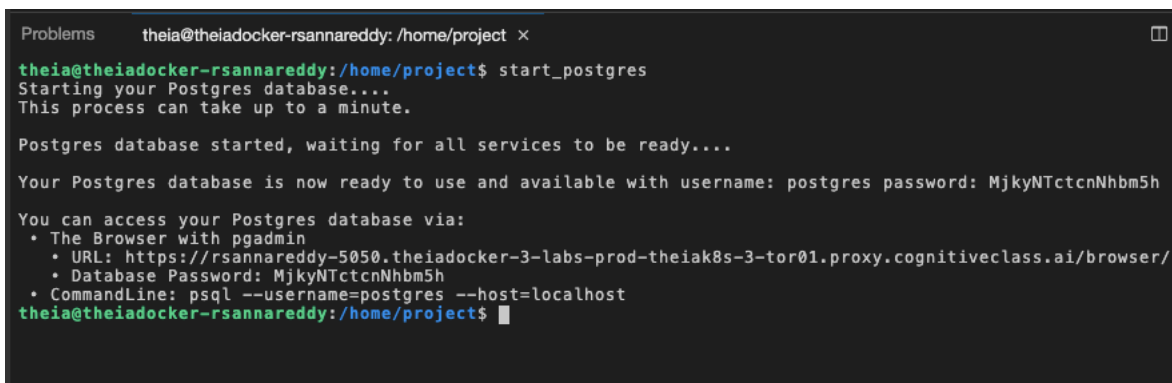 Problems theia@theiadocker-rsannareddy: /home/project ×
theia@theiadocker-rsannareddy:/home/project$ start_postgres
Starting your Postgres database....
This process can take up to a minute.
Postgres database started, waiting for all services to be ready....
Your Postgres database is now ready to use and available with username: postgres password: MjkyNTctcnNhbm5h
You can access your Postgres database via:
• The Browser with pgadmin
• URL: https://rsannareddy-5050.theiadocker-3-labs-prod-theiak8s-3-tor01.proxy.cognitiveclass.ai/browser/
• Database Password: MjkyNTctcnNhbm5h
• CommandLine: psql --username=postgres --host=localhost
theia@theiadocker-rsannareddy:/home/project$